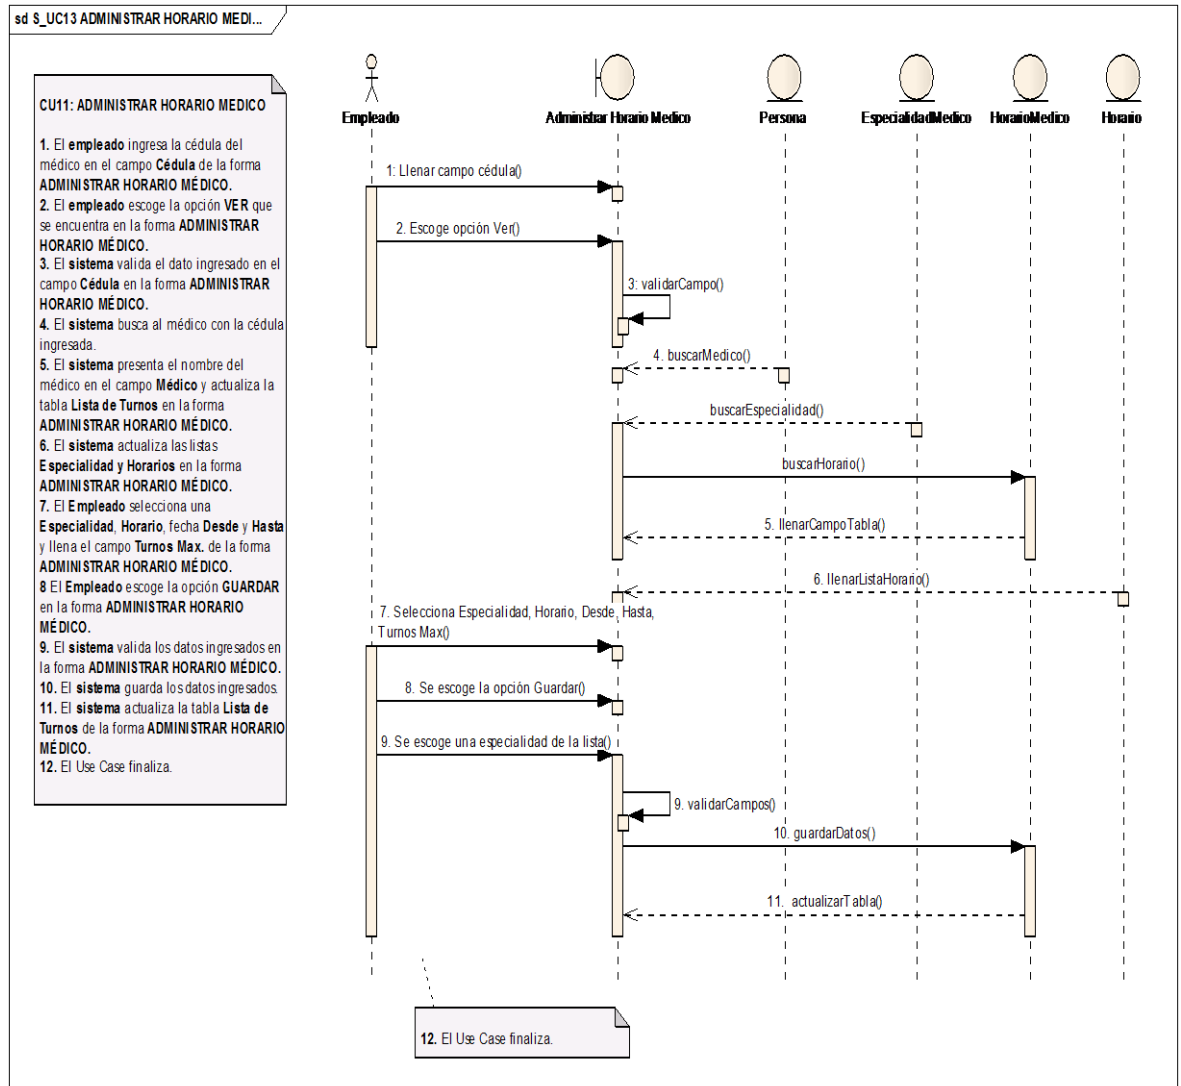 sd S_UC13 ADMINISTRAR HORARIO MEDI...
CU11: ADMINISTRAR HORARIO MEDICO
1. El empleado ingresa la cédula del
médico en el campo Cédula de la forma
ADMINISTRAR HORARIO MÉDICO.
2. El empleado escoge la opción VER que
se encuentra en la forma ADMINISTRAR
HORARIO MÉDICO.
3. El sistema valida el dato ingresado en el
campo Cédula en la forma ADMINISTRAR
HORARIO MÉDICO.
4. El sistema busca al médico con la cédula
ingresada.
5. El sistema presenta el nombre del
médico en el campo Médico y actualiza la
tabla Lista de Turnos en la forma
ADMINISTRAR HORARIO MÉDICO.
6. El sistema actualiza las listas
Especialidad y Horarios en la forma
ADMINISTRAR HORARIO MÉDICO.
7. El Empleado selecciona una
Especialidad, Horario, fecha Desde y Hasta
y llena el campo Turnos Max. de la forma
ADMINISTRAR HORARIO MÉDICO.
8 El Empleado escoge la opción GUARDAR
en la forma ADMINISTRAR HORARIO
MÉDICO.
9. El sistema valida los datos ingresados en
la forma ADMINISTRAR HORARIO MÉDICO.
10. El sistema guarda los datos ingresados.
11. El sistema actualiza la tabla Lista de
Turnos de la forma ADMINISTRAR HORARIO
MÉDICO.
12. El Use Case finaliza.
Empleado
Administrar Horario Medico
Persona
EspecialidadMedico
HorarioMedico
Horario
1: Llenar campo cédula()
2. Escoge opción Ver()
3: validarCampo()
4. buscarMedico()
buscarEspecialidad()
buscarHorario()
5. llenarCampoTabla()
6. llenarListaHorario()
7. Selecciona Especialidad, Horario, Desde, Hasta,
Turnos Max()
8. Se escoge la opción Guardar()
9. Se escoge una especialidad de la lista()
9. validarCampos()
10. guardarDatos()
11. actualizarTabla()
12. El Use Case finaliza.